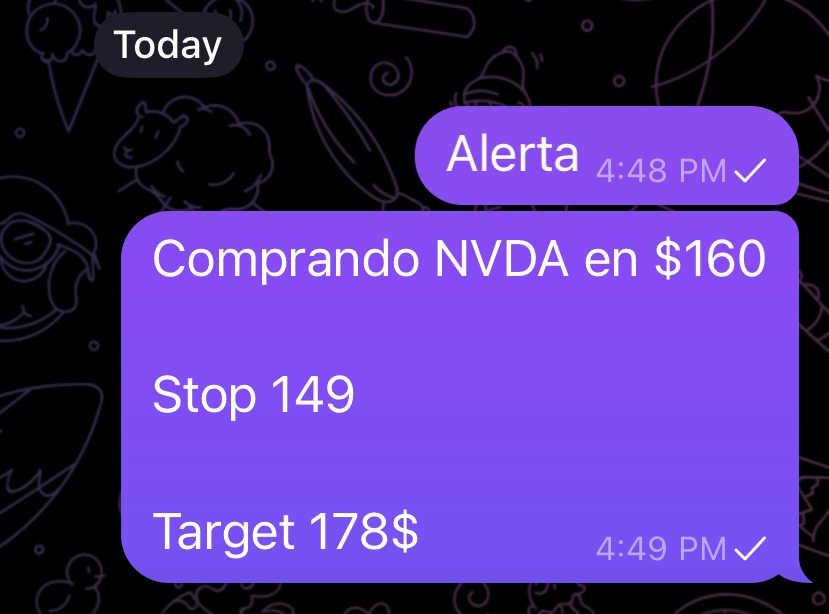 Today
Alerta 4:48 PM
Comprando NVDA en $160
Stop 149
Target 178$ 4:49 PM